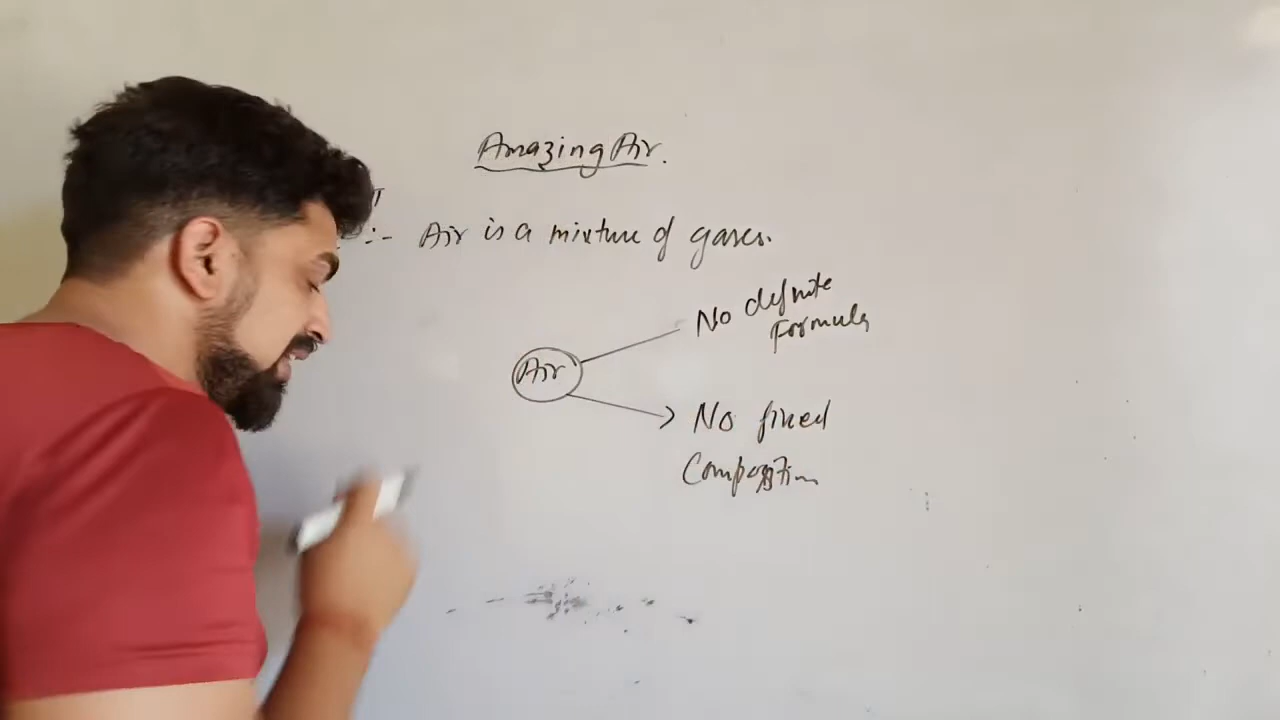 Amazing Air.
:- Air is a mixture of gases.
No definite
Formula
Air
No fixed
Composition